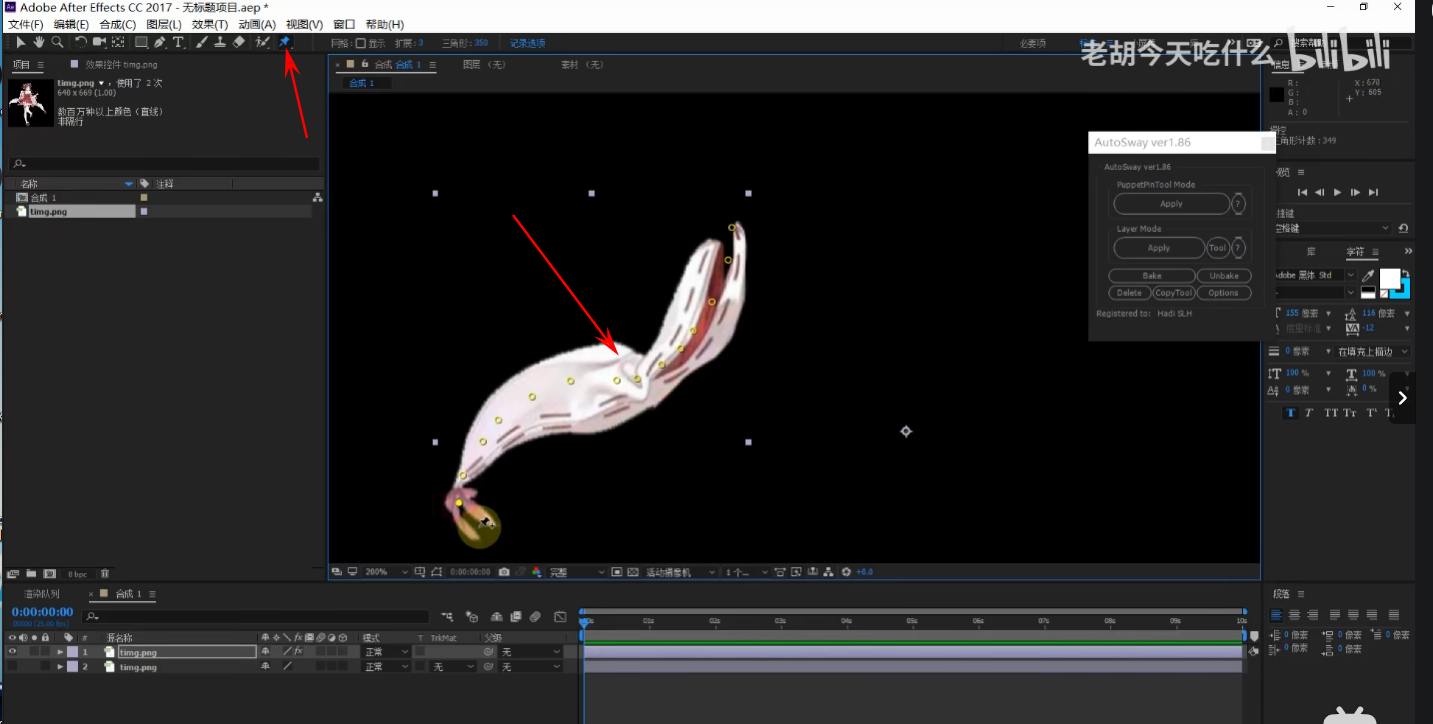 Adobe After Effects CC 2017 - 无标题项目.aep *
文件(F) 编辑(E) 合成(C) 图层(L) 效果(T) 动画(A) 视图(V) 窗口 帮助(H)
网格: 显示 扩展: 3 三角形: 350 记录选项 必要项
老胡今天吃什么 bilibili
项目 效果控件 timg.png
合成 合成 1 图层 (无) 素材 (无)
合成 1
timg.png ▼, 使用了 2 次
640 x 669 (1.00)
数百万种以上颜色 (直线)
非隔行
名称 注释
合成 1
timg.png
8 bpc
信息
R:
G:
B:
A: 0
X: 670
Y: 605
三角形计数: 349
AutoSway ver1.86
AutoSway ver1.86
PuppetPinTool Mode
Apply ?
Layer Mode
Apply Tool ?
Bake Unbake
Delete CopyTool Options
Registered to: Hadi SLH
库 字符
Adobe 黑体 Std
155 像素 116 像素
度量标准 VA -12
0 像素 在填充上描边
100 % 100 %
0 像素 0 %
T T TT Tr
200% 0:00:00:00 完整 活动摄像机 1 个... +0.0
渲染队列 合成 1
0:00:00:00
00000 (25.00 fps)
# 源名称 模式 T TrkMat 父级
1 timg.png 正常 无
2 timg.png 正常 无 无
01s 02s 03s 04s 05s 06s 07s 08s 09s 10s
段落
0 像素 0 像素 0 像素
0 像素 0 像素